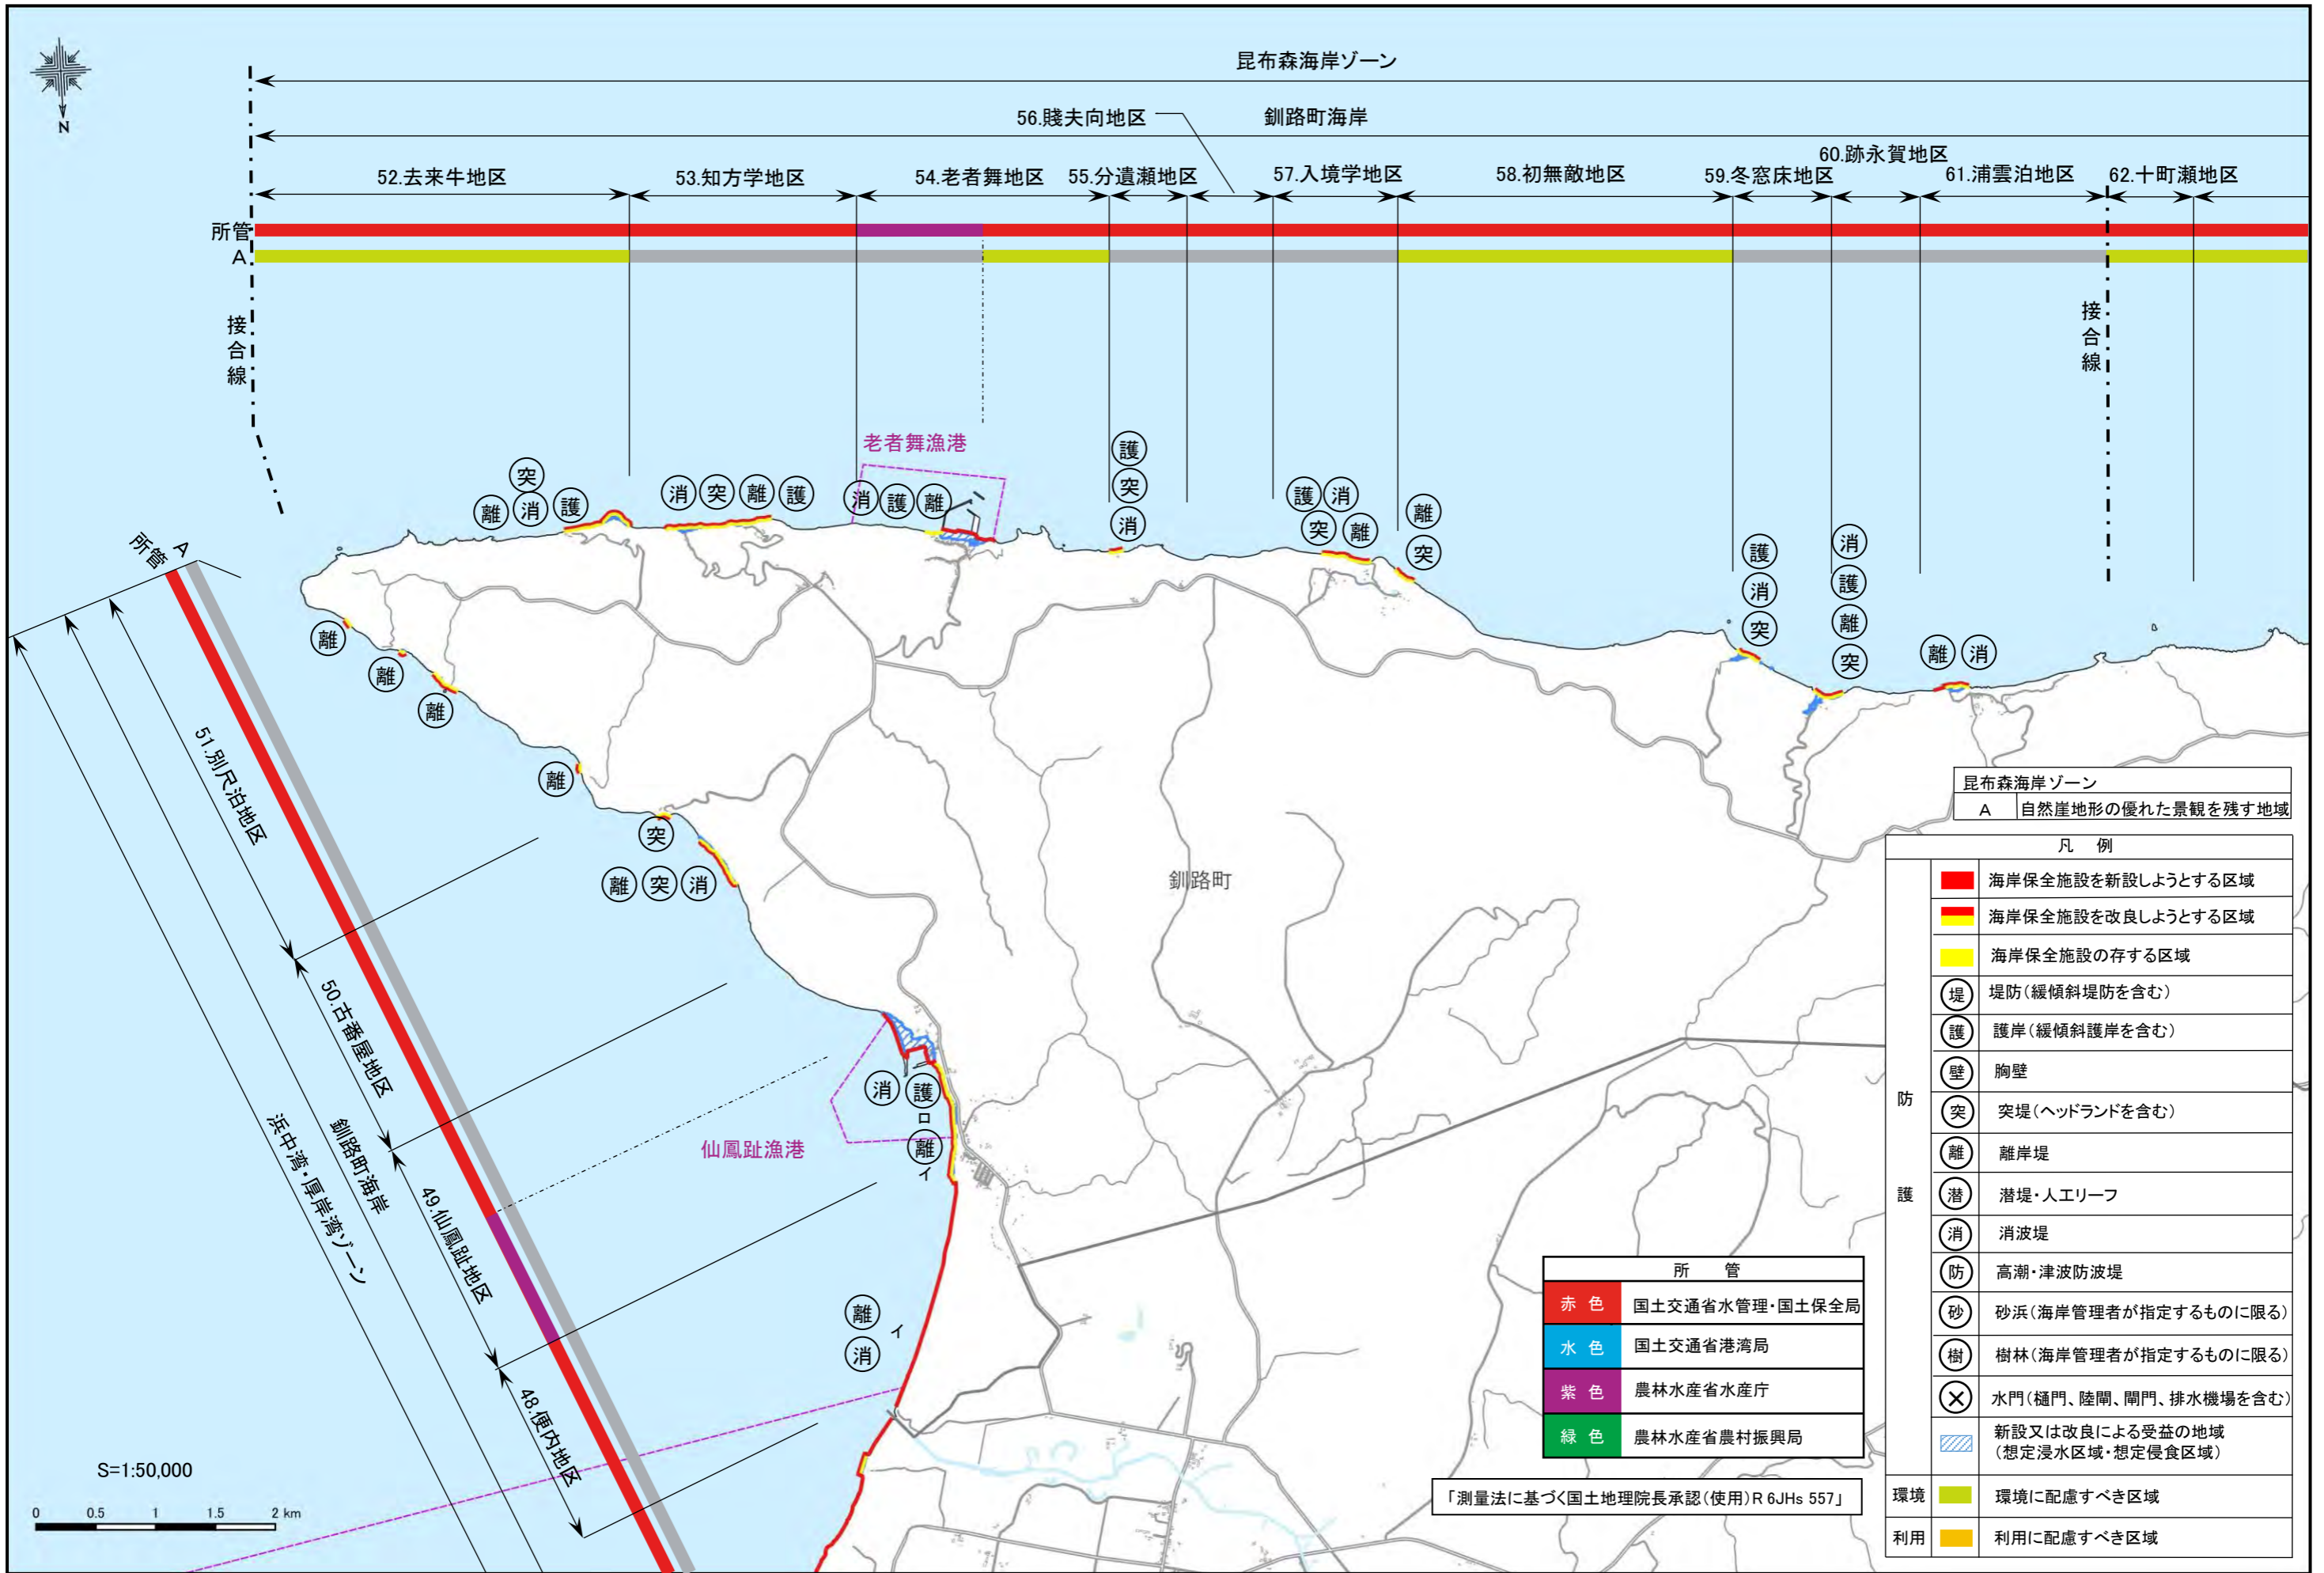 昆布森海岸ゾーン
釧路町海岸
56.賤夫向地区
52.去来牛地区
53.知方学地区
54.老者舞地区
55.分遺瀬地区
57.入境学地区
58.初無敵地区
59.冬窓床地区
60.跡永賀地区
61.浦雲泊地区
62.十町瀬地区
N
所管
A
接合線
接合線
老者舞漁港
突
離 消 護
消 突 離 護
消 護 離
護
突
消
護 消
突 離
離
突
護
消
突
消
護
離
突
離 消
所管
A
離
離
離
離
突
離 突 消
51.別尺泊地区
50.古番屋地区
49.仙鳳趾地区
48.便内地区
釧路町海岸
浜中湾・厚岸湾ゾーン
釧路町
消 護
ロ
離
イ
仙鳳趾漁港
離
消
イ
S=1:50,000
0 0.5 1 1.5 2 km
昆布森海岸ゾーン
A 自然崖地形の優れた景観を残す地域
凡 例
防護
海岸保全施設を新設しようとする区域
海岸保全施設を改良しようとする区域
海岸保全施設の存する区域
堤 堤防(緩傾斜堤防を含む)
護 護岸(緩傾斜護岸を含む)
壁 胸壁
突 突堤(ヘッドランドを含む)
離 離岸堤
潜 潜堤・人工リーフ
消 消波堤
防 高潮・津波防波堤
砂 砂浜(海岸管理者が指定するものに限る)
樹 樹林(海岸管理者が指定するものに限る)
水門(樋門、陸閘、閘門、排水機場を含む)
新設又は改良による受益の地域
(想定浸水区域・想定侵食区域)
環境 環境に配慮すべき区域
利用 利用に配慮すべき区域
所 管
赤 色 国土交通省水管理・国土保全局
水 色 国土交通省港湾局
紫 色 農林水産省水産庁
緑 色 農林水産省農村振興局
「測量法に基づく国土地理院長承認(使用)R 6JHs 557」